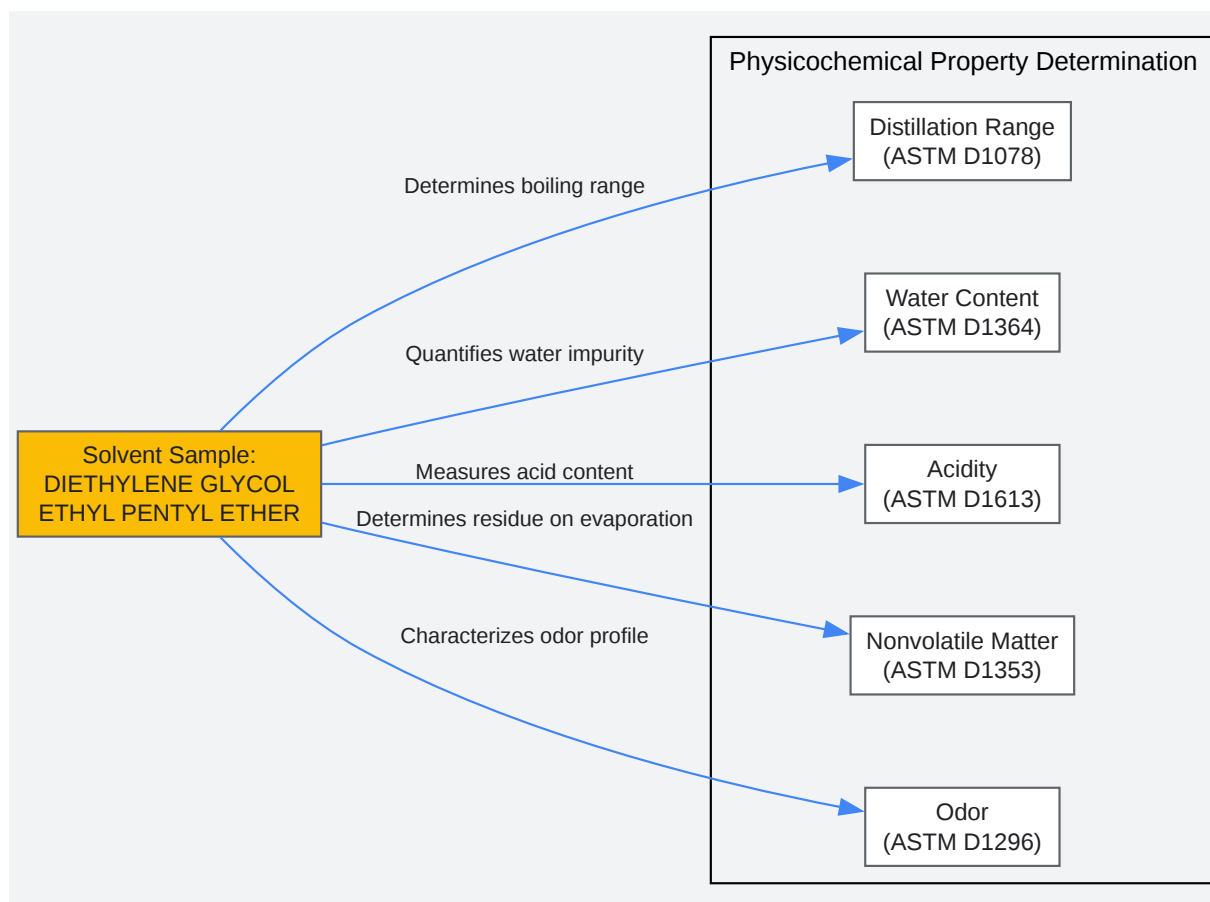 Physicochemical Property Determination
Distillation Range
(ASTM D1078)
Determines boiling range
Water Content
(ASTM D1364)
Quantifies water impurity
Solvent Sample:
DIETHYLENE GLYCOL
ETHYL PENTYL ETHER
Measures acid content
Acidity
(ASTM D1613)
Determines residue on evaporation
Nonvolatile Matter
(ASTM D1353)
Characterizes odor profile
Odor
(ASTM D1296)